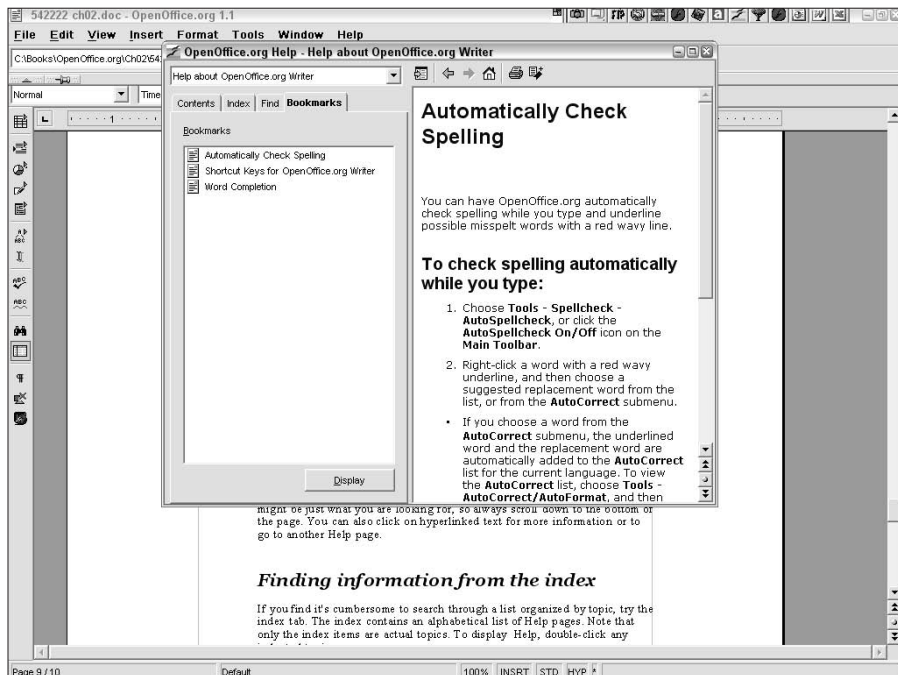 542222 ch02.doc - OpenOffice.org 1.1
File Edit View Insert Format Tools Window Help
C:\Books\OpenOffice.org\Ch02\54
Normal
Time
OpenOffice.org Help - Help about OpenOffice.org Writer
Help about OpenOffice.org Writer
Contents Index Find Bookmarks
Bookmarks
Automatically Check Spelling
Shortcut Keys for OpenOffice.org Writer
Word Completion
Display
Automatically Check
Spelling
You can have OpenOffice.org automatically
check spelling while you type and underline
possible misspelt words with a red wavy line.
To check spelling automatically
while you type:
1. Choose Tools - Spellcheck -
AutoSpellcheck, or click the
AutoSpellcheck On/Off icon on the
Main Toolbar.
2. Right-click a word with a red wavy
underline, and then choose a
suggested replacement word from the
list, or from the AutoCorrect submenu.
• If you choose a word from the
AutoCorrect submenu, the underlined
word and the replacement word are
automatically added to the AutoCorrect
list for the current language. To view
the AutoCorrect list, choose Tools -
AutoCorrect/AutoFormat, and then
might be just what you are looking for, so always scroll down to the bottom of
the page. You can also click on hyperlinked text for more information or to
go to another Help page.
Finding information from the index
If you find it's cumbersome to search through a list organized by topic, try the
index tab. The index contains an alphabetical list of Help pages. Note that
only the index items are actual topics. To display Help, double-click any
Page 9 / 10 Default 100% INSRT STD HYP *